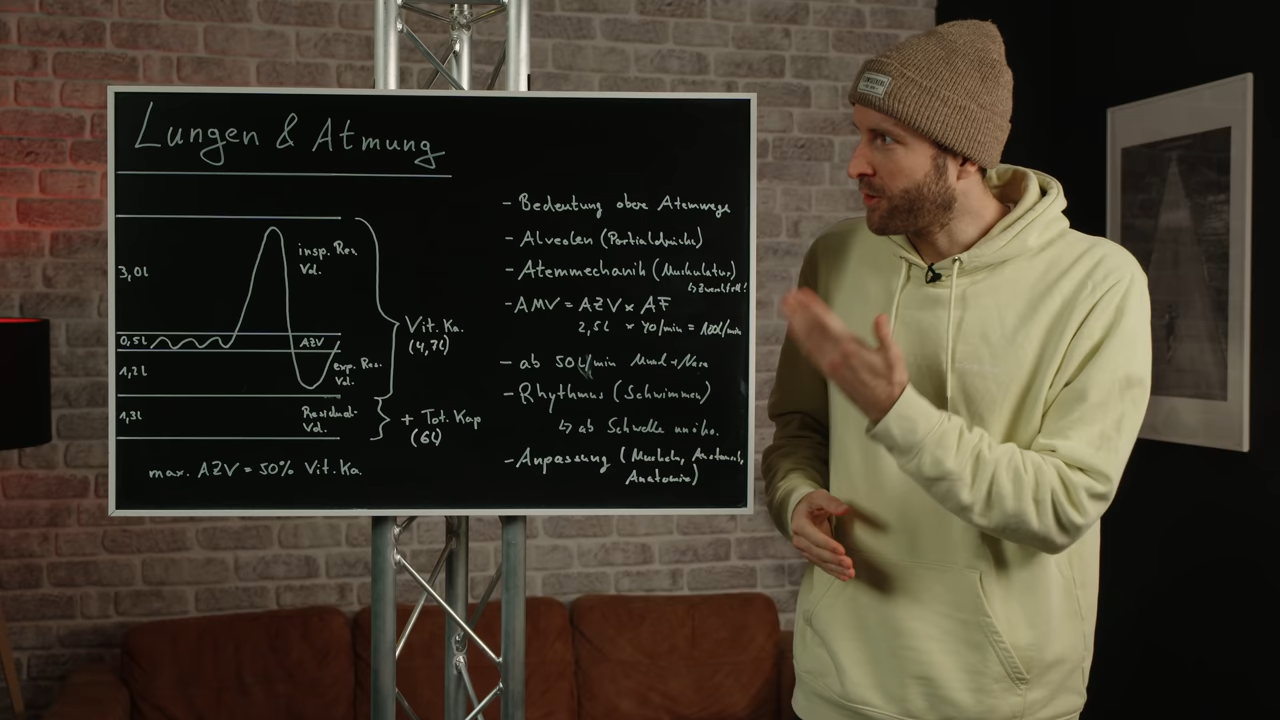 Lungen & Atmung
3,0l
insp. Res.
Vol.
0,5l
AZV
1,2l
exp. Res.
Vol.
1,3l
Residual-
Vol.
Vit. Ka.
(4,7l)
+ Tot. Kap
(6l)
max. AZV = 50% Vit. Ka.
- Bedeutung obere Atemwege
- Alveolen (Partialdrücke)
- Atemmechanik (Muskulatur)
↳ Zwerchfell!
- AMV = AZV x AF
2,5l x 40/min = 100l/min
- ab 50l/min Mund + Nase
- Rhythmus (Schwimmen)
↳ ab Schwelle
- Anpassung (Muskeln,
Anatomie)